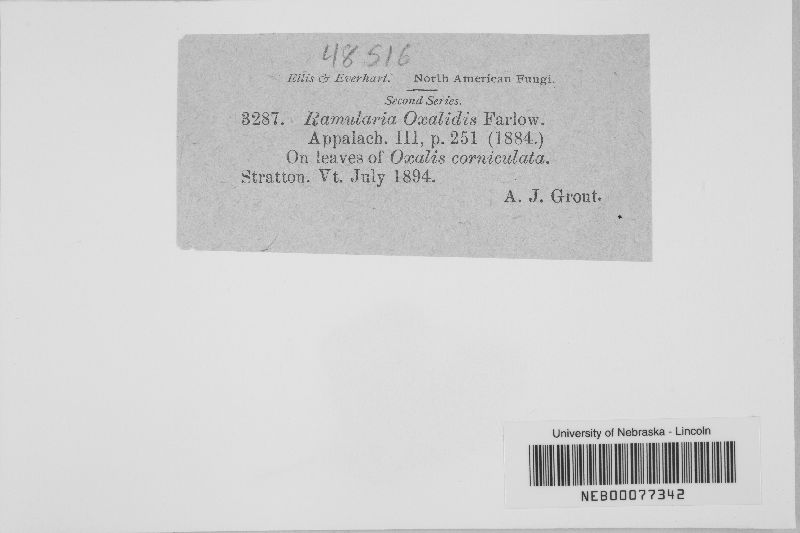 48516
Ellis & Everhart. North American Fungi.
Second Series.
3287. Ramularia Oxalidis Farlow.
Appalach. III, p. 251 (1884.)
On leaves of Oxalis corniculata.
Stratton. Vt. July 1894.
A. J. Grout.
University of Nebraska - Lincoln
NEB00077342